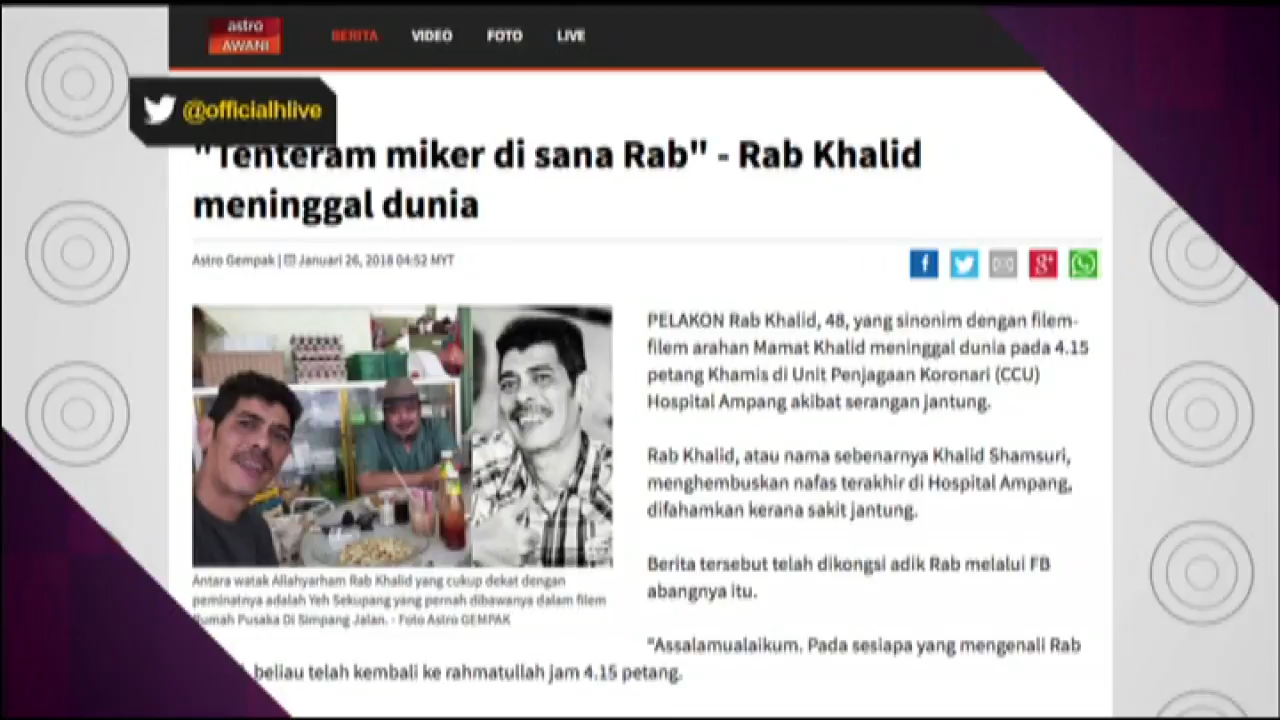 astro
AWANI
BERITA VIDEO FOTO LIVE
@officialhlive
"Tenteram miker di sana Rab" - Rab Khalid
meninggal dunia
Astro Gempak | Januari 26, 2018 04:52 MYT
PELAKON Rab Khalid, 48, yang sinonim dengan filem-
filem arahan Mamat Khalid meninggal dunia pada 4.15
petang Khamis di Unit Penjagaan Koronari (CCU)
Hospital Ampang akibat serangan jantung.
Rab Khalid, atau nama sebenarnya Khalid Shamsuri,
menghembuskan nafas terakhir di Hospital Ampang,
difahamkan kerana sakit jantung.
Berita tersebut telah dikongsi adik Rab melalui FB
abangnya itu.
"Assalamualaikum. Pada sesiapa yang mengenali Rab
beliau telah kembali ke rahmatullah jam 4.15 petang.
Antara watak Allahyarham Rab Khalid yang cukup dekat dengan
peminatnya adalah Yeh Sekupang yang pernah dibawanya dalam filem
Rumah Pusaka Di Simpang Jalan. - Foto Astro GEMPAK